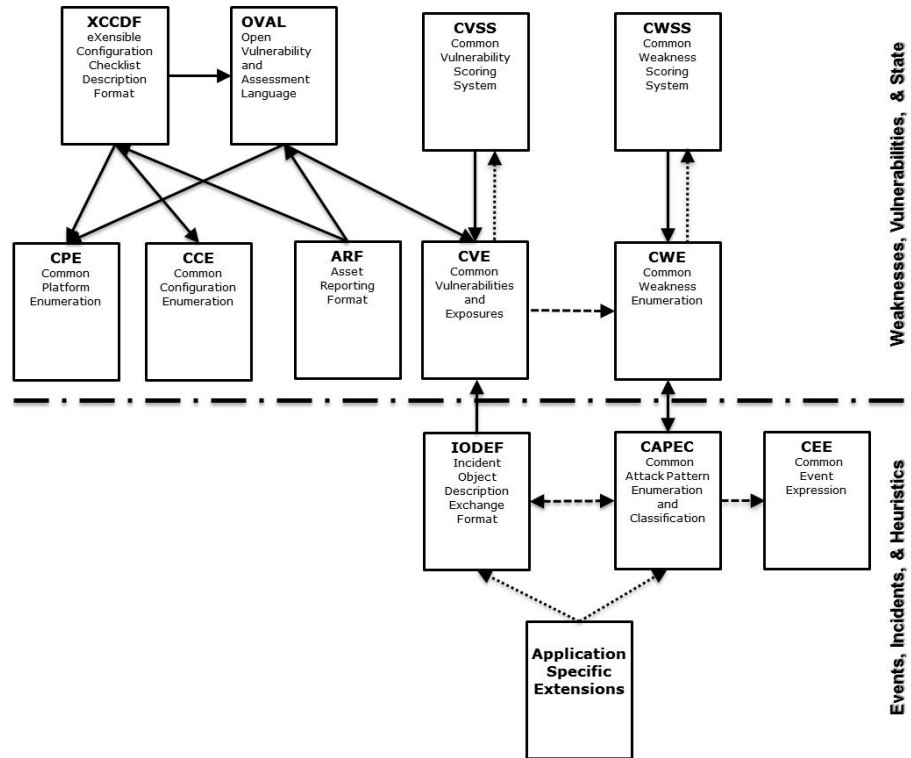 XCCDF
eXensible
Configuration
Checklist
Description
Format
OVAL
Open
Vulnerability
and
Assessment
Language
CVSS
Common
Vulnerability
Scoring
System
CWSS
Common
Weakness
Scoring
System
CPE
Common
Platform
Enumeration
CCE
Common
Configuration
Enumeration
ARF
Asset
Reporting
Format
CVE
Common
Vulnerabilities
and
Exposures
CWE
Common
Weakness
Enumeration
Weaknesses, Vulnerabilities, & State
IODEF
Incident
Object
Description
Exchange
Format
CAPEC
Common
Attack Pattern
Enumeration
and
Classification
CEE
Common
Event
Expression
Application
Specific
Extensions
Events, Incidents, & Heuristics